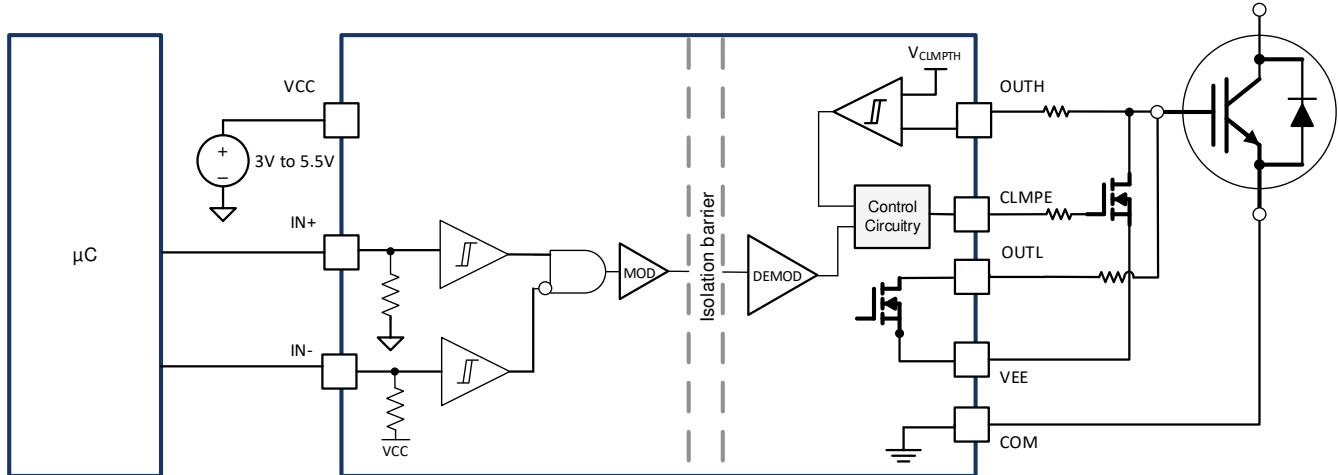 μC
VCC
+
−
3V to 5.5V
IN+
IN-
VCC
MOD
Isolation barrier
DEMOD
VCLMPTH
Control
Circuitry
OUTH
CLMPE
OUTL
VEE
COM